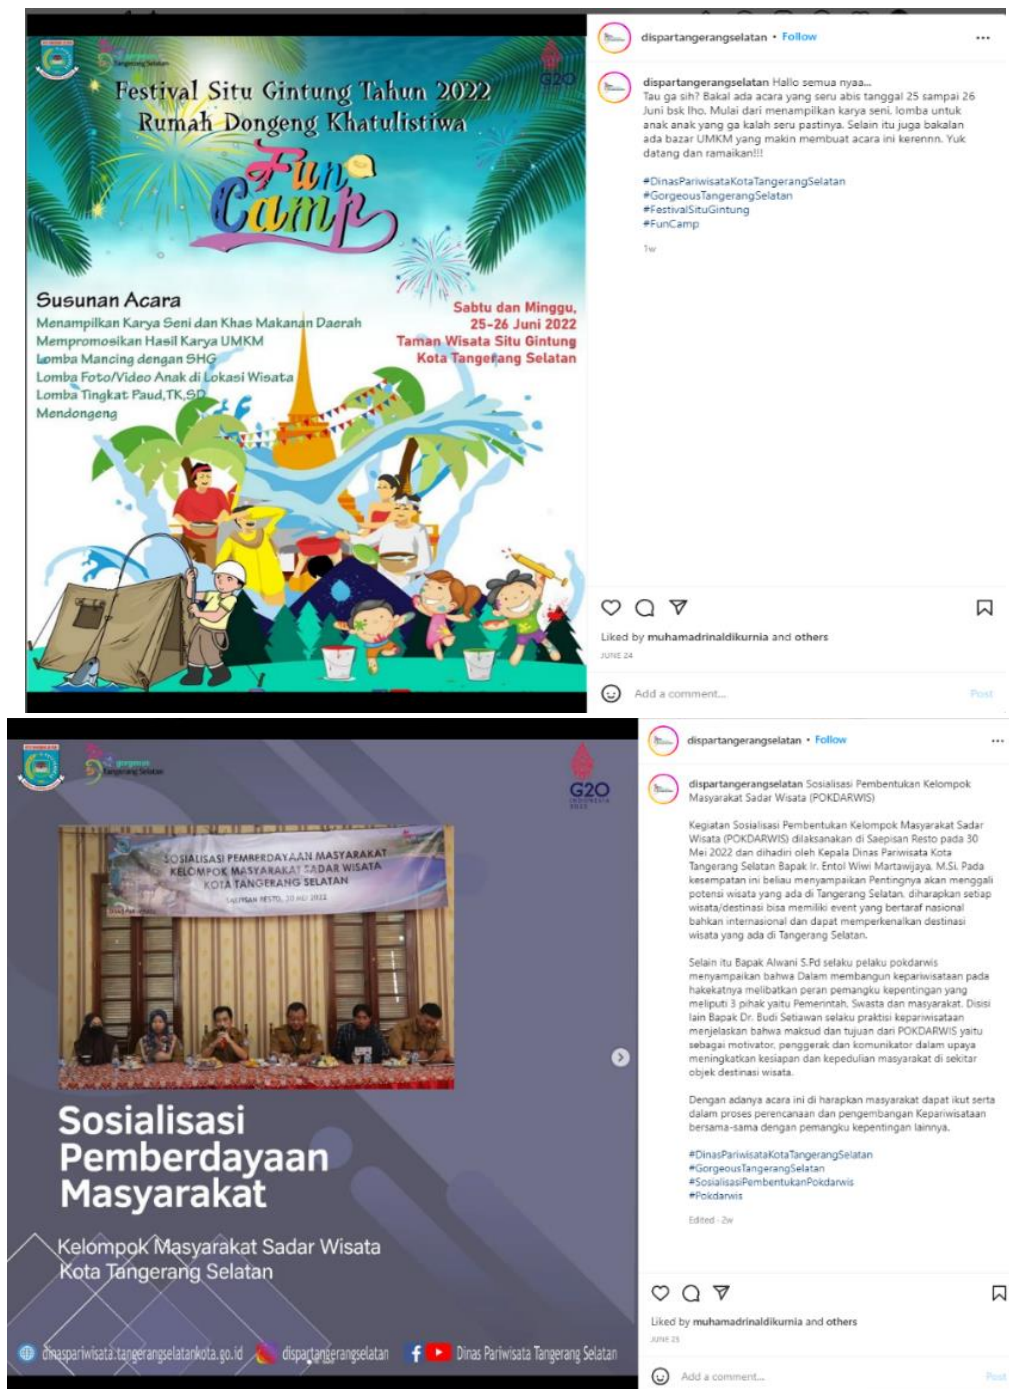 gorgeous
Tangerang Selatan
G20
Festival Situ Gintung Tahun 2022
Rumah Dongeng Khatulistiwa
Fun
Camp
Susunan Acara
Menampilkan Karya Seni dan Khas Makanan Daerah
Mempromosikan Hasil Karya UMKM
Lomba Mancing dengan SHG
Lomba Foto/Video Anak di Lokasi Wisata
Lomba Tingkat Paud,TK,SD
Mendongeng
Sabtu dan Minggu,
25-26 Juni 2022
Taman Wisata Situ Gintung
Kota Tangerang Selatan
dispartangerangselatan • Follow
dispartangerangselatan Hallo semua nyaa...
Tau ga sih? Bakal ada acara yang seru abis tanggal 25 sampai 26
Juni bsk lho. Mulai dari menampilkan karya seni, lomba untuk
anak anak yang ga kalah seru pastinya. Selain itu juga bakalan
ada bazar UMKM yang makin membuat acara ini kerennn. Yuk
datang dan ramaikan!!!
#DinasPariwisataKotaTangerangSelatan
#GorgeousTangerangSelatan
#FestivalSituGintung
#FunCamp
1w
Liked by muhamadrinaldikurnia and others
JUNE 24
Add a comment...
Post
gorgeous
Tangerang Selatan
G20
INDONESIA
2022
SOSIALISASI PEMBERDAYAAN MASYARAKAT
KELOMPOK MASYARAKAT SADAR WISATA
KOTA TANGERANG SELATAN
SAEPISAN RESTO, 30 MEI 2022
Sosialisasi
Pemberdayaan
Masyarakat
Kelompok Masyarakat Sadar Wisata
Kota Tangerang Selatan
dinaspariwisata.tangerangselatankota.go.id dispartangerangselatan Dinas Pariwisata Tangerang Selatan
dispartangerangselatan • Follow
dispartangerangselatan Sosialisasi Pembentukan Kelompok
Masyarakat Sadar Wisata (POKDARWIS)
Kegiatan Sosialisasi Pembentukan Kelompok Masyarakat Sadar
Wisata (POKDARWIS) dilaksanakan di Saepisan Resto pada 30
Mei 2022 dan dihadiri oleh Kepala Dinas Pariwisata Kota
Tangerang Selatan Bapak Ir. Entol Wiwi Martawijaya, M.Si. Pada
kesempatan ini beliau menyampaikan Pentingnya akan menggali
potensi wisata yang ada di Tangerang Selatan, diharapkan setiap
wisata/destinasi bisa memiliki event yang bertaraf nasional
bahkan internasional dan dapat memperkenalkan destinasi
wisata yang ada di Tangerang Selatan.
Selain itu Bapak Alwani S.Pd selaku pelaku pokdarwis
menyampaikan bahwa Dalam membangun kepariwisataan pada
hakekatnya melibatkan peran pemangku kepentingan yang
meliputi 3 pihak yaitu Pemerintah, Swasta dan masyarakat. Disisi
lain Bapak Dr. Budi Setiawan selaku praktisi kepariwisataan
menjelaskan bahwa maksud dan tujuan dari POKDARWIS yaitu
sebagai motivator, penggerak dan komunikator dalam upaya
meningkatkan kesiapan dan kepedulian masyarakat di sekitar
objek destinasi wisata.
Dengan adanya acara ini di harapkan masyarakat dapat ikut serta
dalam proses perencanaan dan pengembangan Kepariwisataan
bersama-sama dengan pemangku kepentingan lainnya.
#DinasPariwisataKotaTangerangSelatan
#GorgeousTangerangSelatan
#SosialisasiPembentukanPokdarwis
#Pokdarwis
Edited · 2w
Liked by muhamadrinaldikurnia and others
JUNE 23
Add a comment...
Post